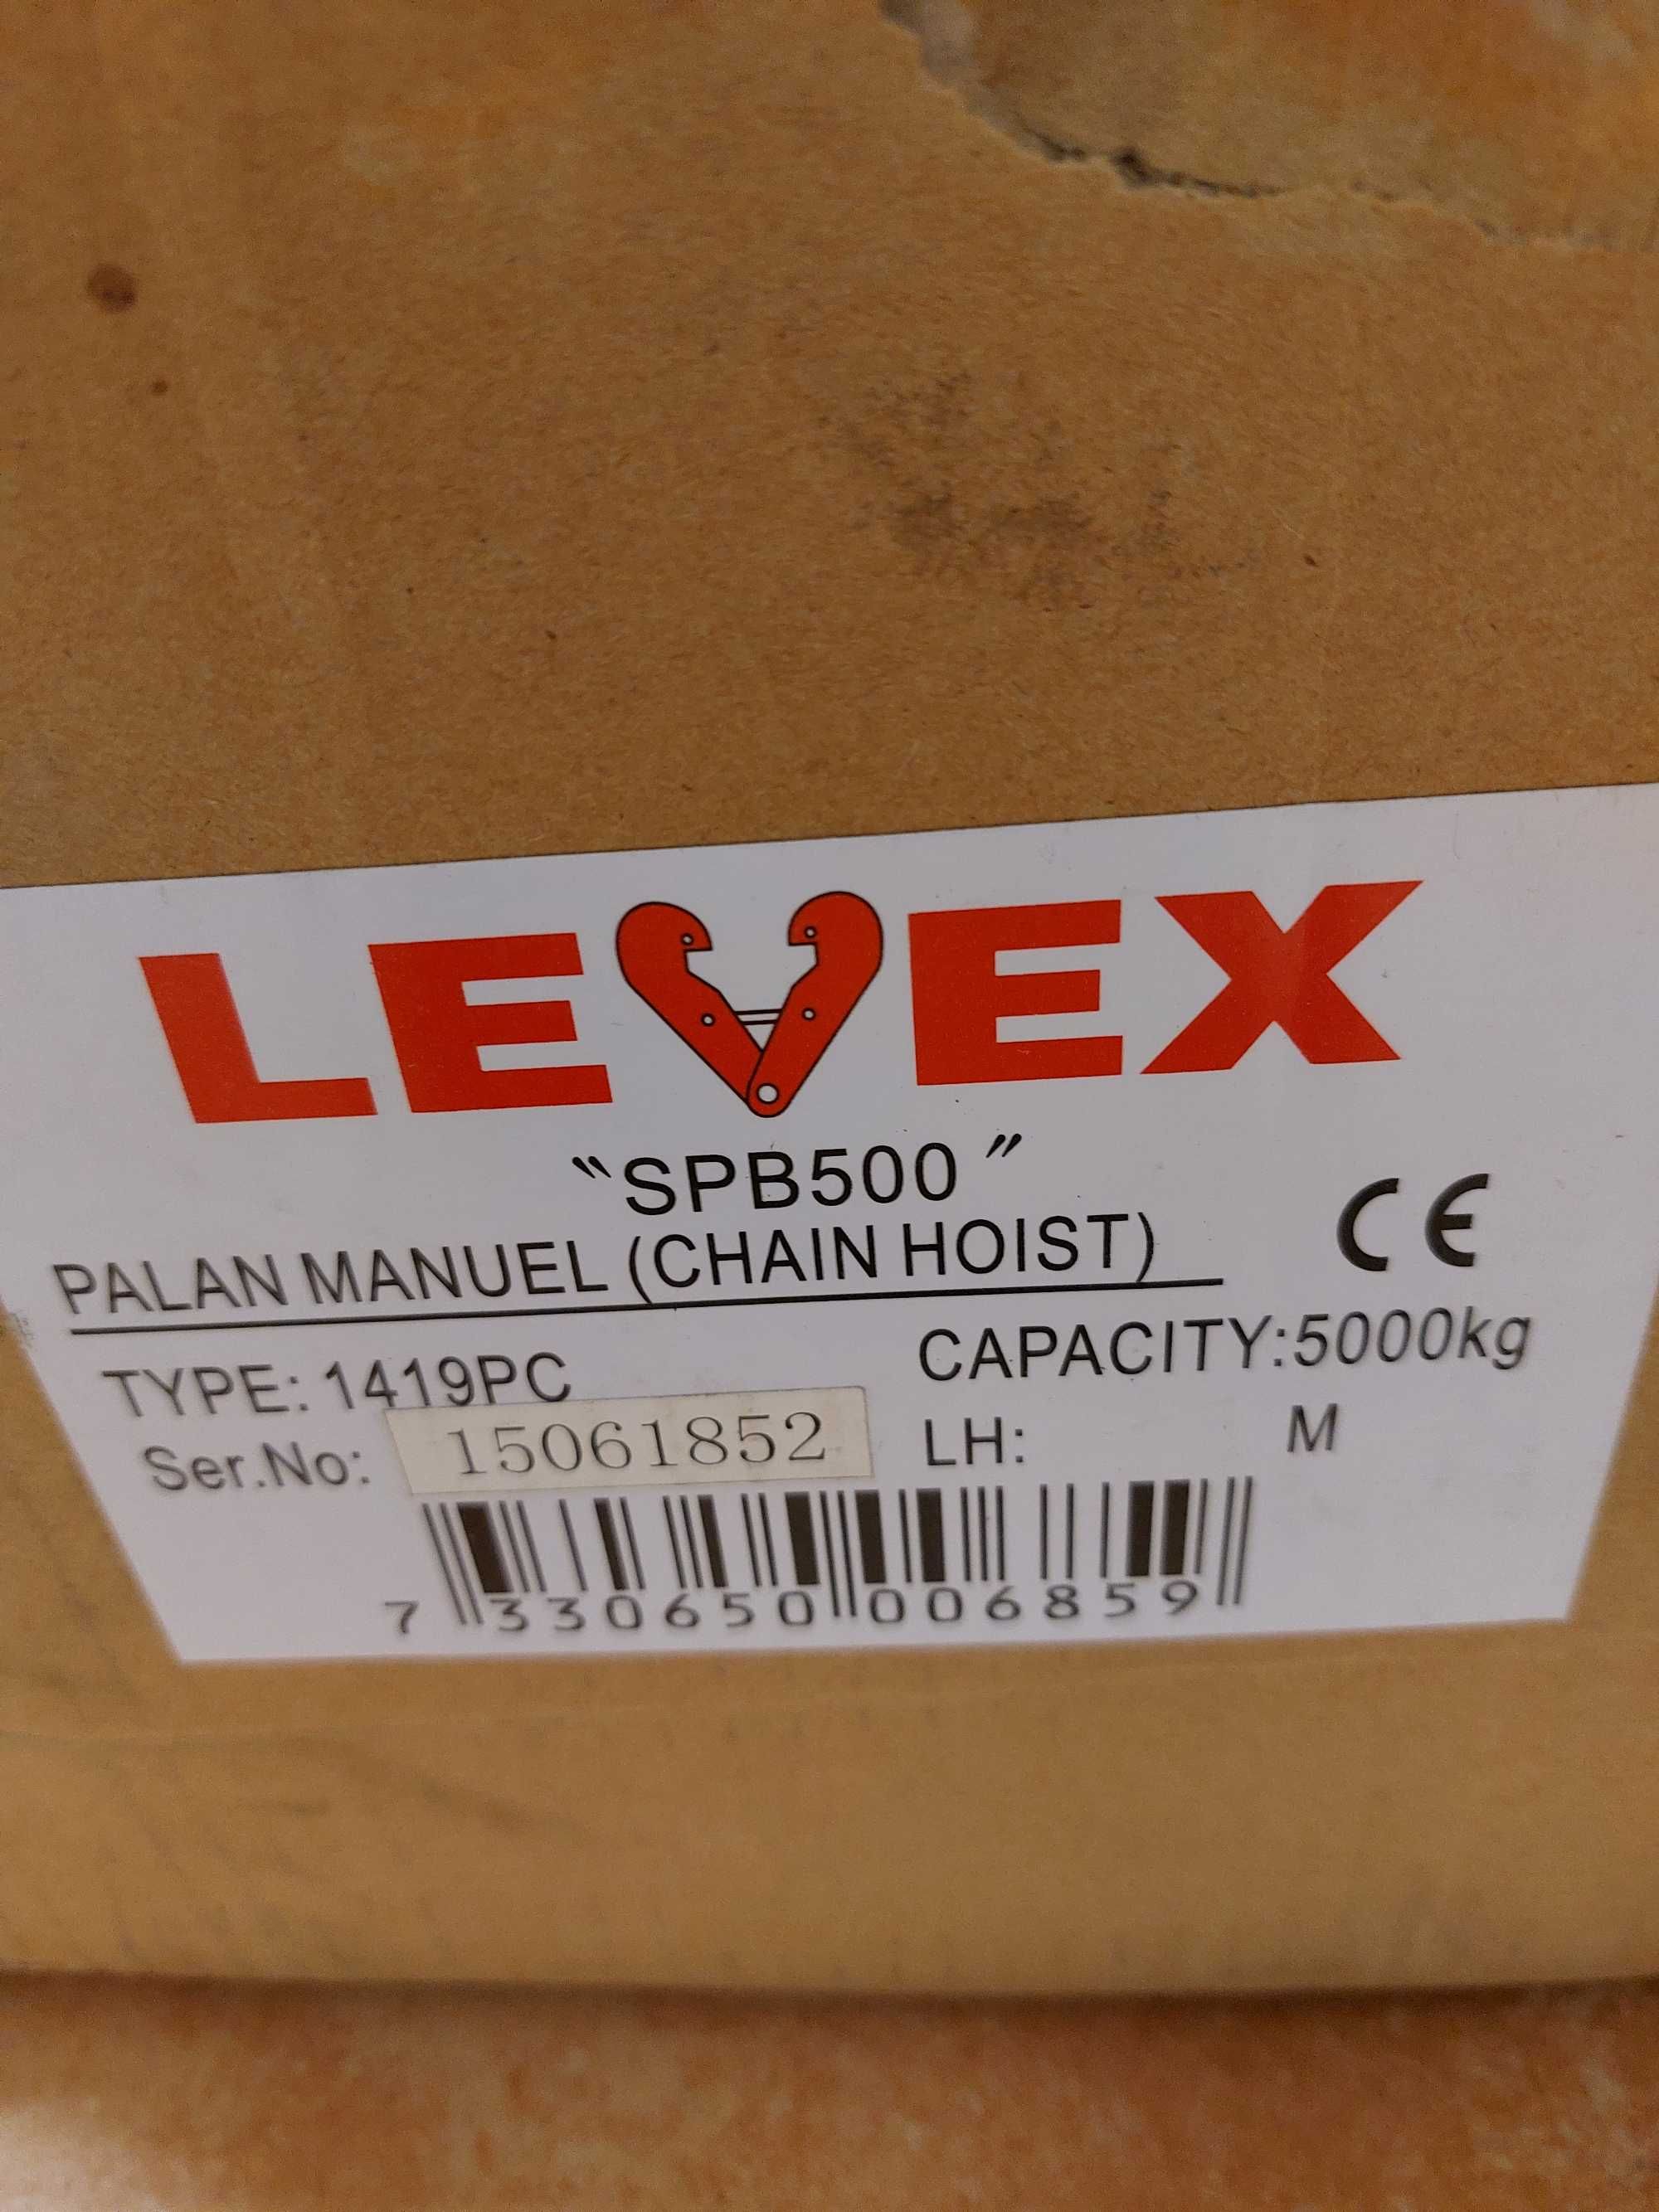 LEVEX
"SPB500"
PALAN MANUEL (CHAIN HOIST)
CE
TYPE: 1419PC
CAPACITY:5000kg
Ser.No: 15061852
LH: M
7 330650 006859